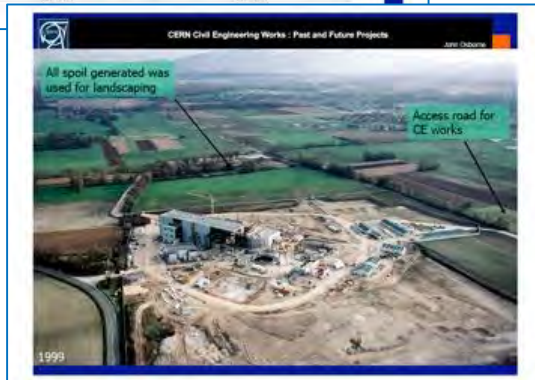 CERN Civil Engineering Works : Past and Future Projects
John Osborne
All spoil generated was
used for landscaping
Access road for
CE works
1999